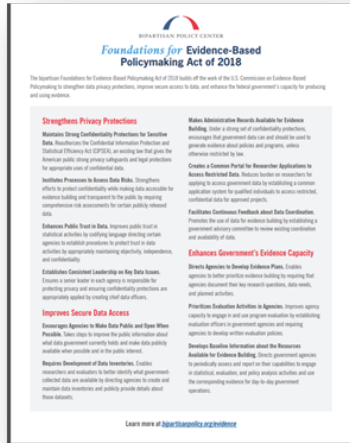 BIPARTISAN POLICY CENTER
Foundations for Evidence-Based
Policymaking Act of 2018
The bipartisan Foundations for Evidence-Based Policymaking Act of 2018 builds off the work of the U.S. Commission on Evidence-Based
Policymaking to strengthen data privacy protections, improve secure access to data, and enhance the federal government's capacity for producing
and using evidence.
Strengthens Privacy Protections
Maintains Strong Confidentiality Protections for Sensitive
Data. Reauthorizes the Confidential Information Protection and
Statistical Efficiency Act (CIPSEA), an existing law that gives the
American public strong privacy safeguards and legal protections
for appropriate uses of confidential data.
Institutes Processes to Access Data Risks. Strengthens
efforts to protect confidentiality while making data accessible for
evidence building and transparent to the public by requiring
comprehensive risk assessments for certain publicly released
data.
Enhances Public Trust in Data. Improves public trust in
statistical activities by codifying language directing certain
agencies to establish procedures to protect trust in data
activities by appropriately maintaining objectivity, independence,
and confidentiality.
Establishes Consistent Leadership on Key Data Issues.
Ensures a senior leader in each agency is responsible for
protecting privacy and ensuring confidentiality protections are
appropriately applied by creating chief data officers.
Improves Secure Data Access
Encourages Agencies to Make Data Public and Open When
Possible. Takes steps to improve the public information about
what data government currently holds and make data publicly
available when possible and in the public interest.
Requires Development of Data Inventories. Enables
researchers and evaluators to better identify what government-
collected data are available by directing agencies to create and
maintain data inventories and publicly provide details about
those datasets.
Makes Administrative Records Available for Evidence
Building. Under a strong set of confidentiality protections,
encourages that government data can and should be used to
generate evidence about policies and programs, unless
otherwise restricted by law.
Creates a Common Portal for Researcher Applications to
Access Restricted Data. Reduces burden on researchers for
applying to access government data by establishing a common
application system for qualified individuals to access restricted,
confidential data for approved projects.
Facilitates Continued Feedback about Data Coordination.
Promotes the use of data for evidence building by establishing a
government advisory committee to review existing coordination
and availability of data.
Enhances Government's Evidence Capacity
Directs Agencies to Develop Evidence Plans. Enables
agencies to better prioritize evidence building by requiring that
agencies document their key research questions, data needs,
and planned activities.
Prioritizes Evaluation Activities in Agencies. Improves agency
capacity to engage in and use program evaluation by establishing
evaluation officers in government agencies and requiring
agencies to develop written evaluation policies.
Develops Baseline Information about the Resources
Available for Evidence Building. Directs government agencies
to periodically assess and report on their capabilities to engage
in statistical, evaluation, and policy analysis activities and use
the corresponding evidence for day-to-day government
operations.
Learn more at bipartisanpolicy.org/evidence